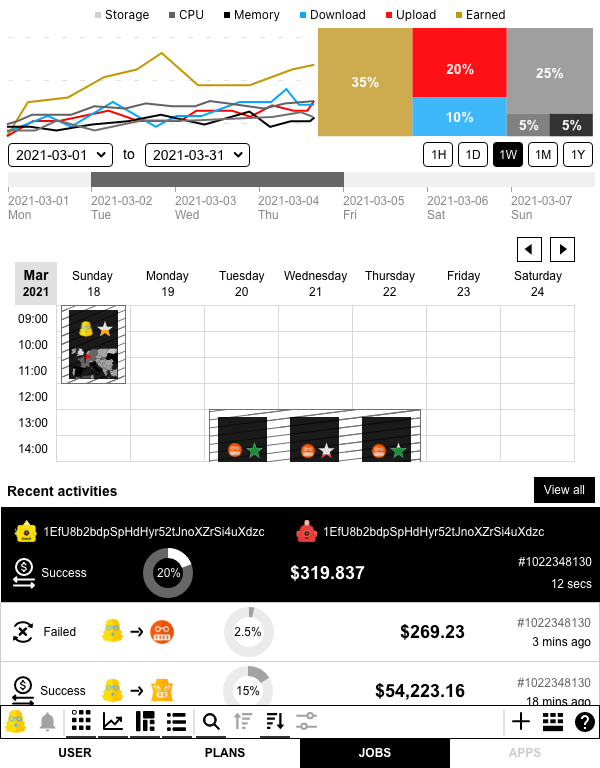 Storage CPU Memory Download Upload Earned
35% 20% 10% 25% 5% 5%
2021-03-01 to 2021-03-31 1H 1D 1W 1M 1Y
2021-03-01 2021-03-02 2021-03-03 2021-03-04 2021-03-05 2021-03-06 2021-03-07
Mon Tue Wed Thu Fri Sat Sun
Mar Sunday Monday Tuesday Wednesday Thursday Friday Saturday
2021 18 19 20 21 22 23 24
09:00
10:00
11:00
12:00
13:00
14:00
Recent activities View all
1EfU8b2bdpSpHdHyr52tJnoXZrSi4uXdzc 1EfU8b2bdpSpHdHyr52tJnoXZrSi4uXdzc
Success 20% $319.837 #1022348130
12 secs
Failed 2.5% $269.23 #1022348130
3 mins ago
Success 15% $54,223.16 #1022348130
18 mins ago
USER PLANS JOBS APPS